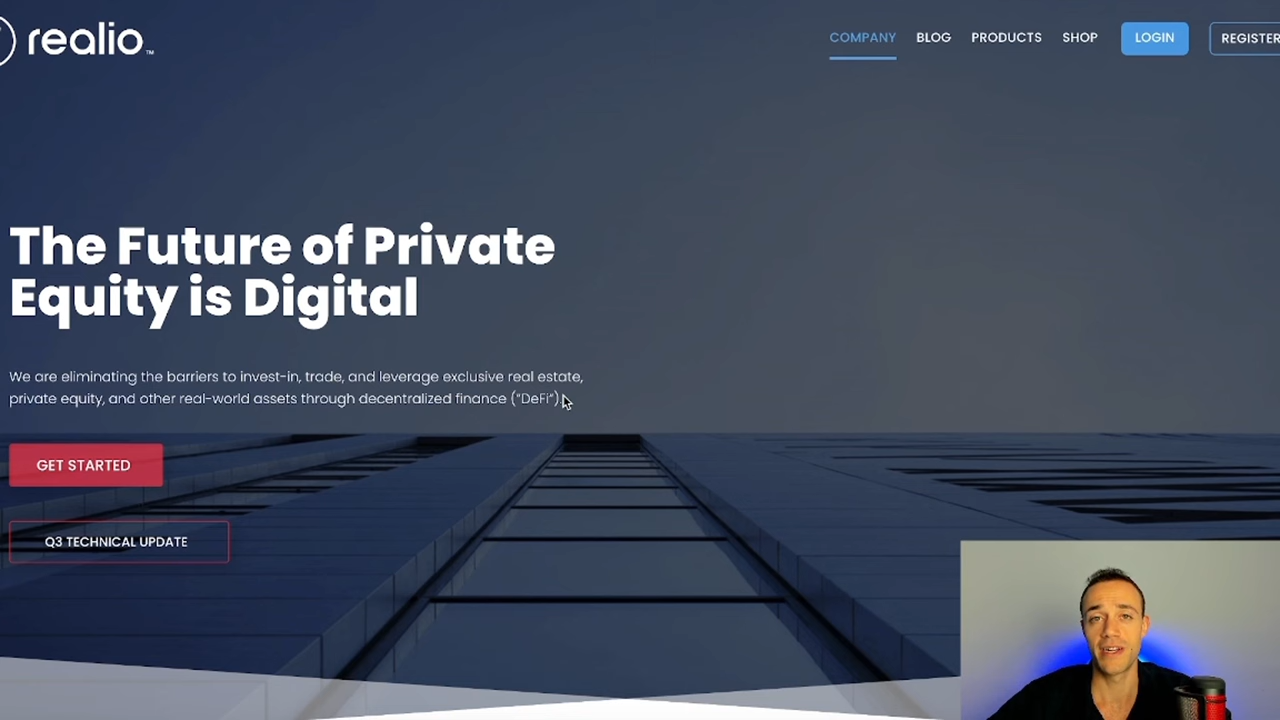 realio™
COMPANY BLOG PRODUCTS SHOP LOGIN REGISTER
The Future of Private
Equity is Digital
We are eliminating the barriers to invest-in, trade, and leverage exclusive real estate,
private equity, and other real-world assets through decentralized finance ("DeFi").
GET STARTED
Q3 TECHNICAL UPDATE